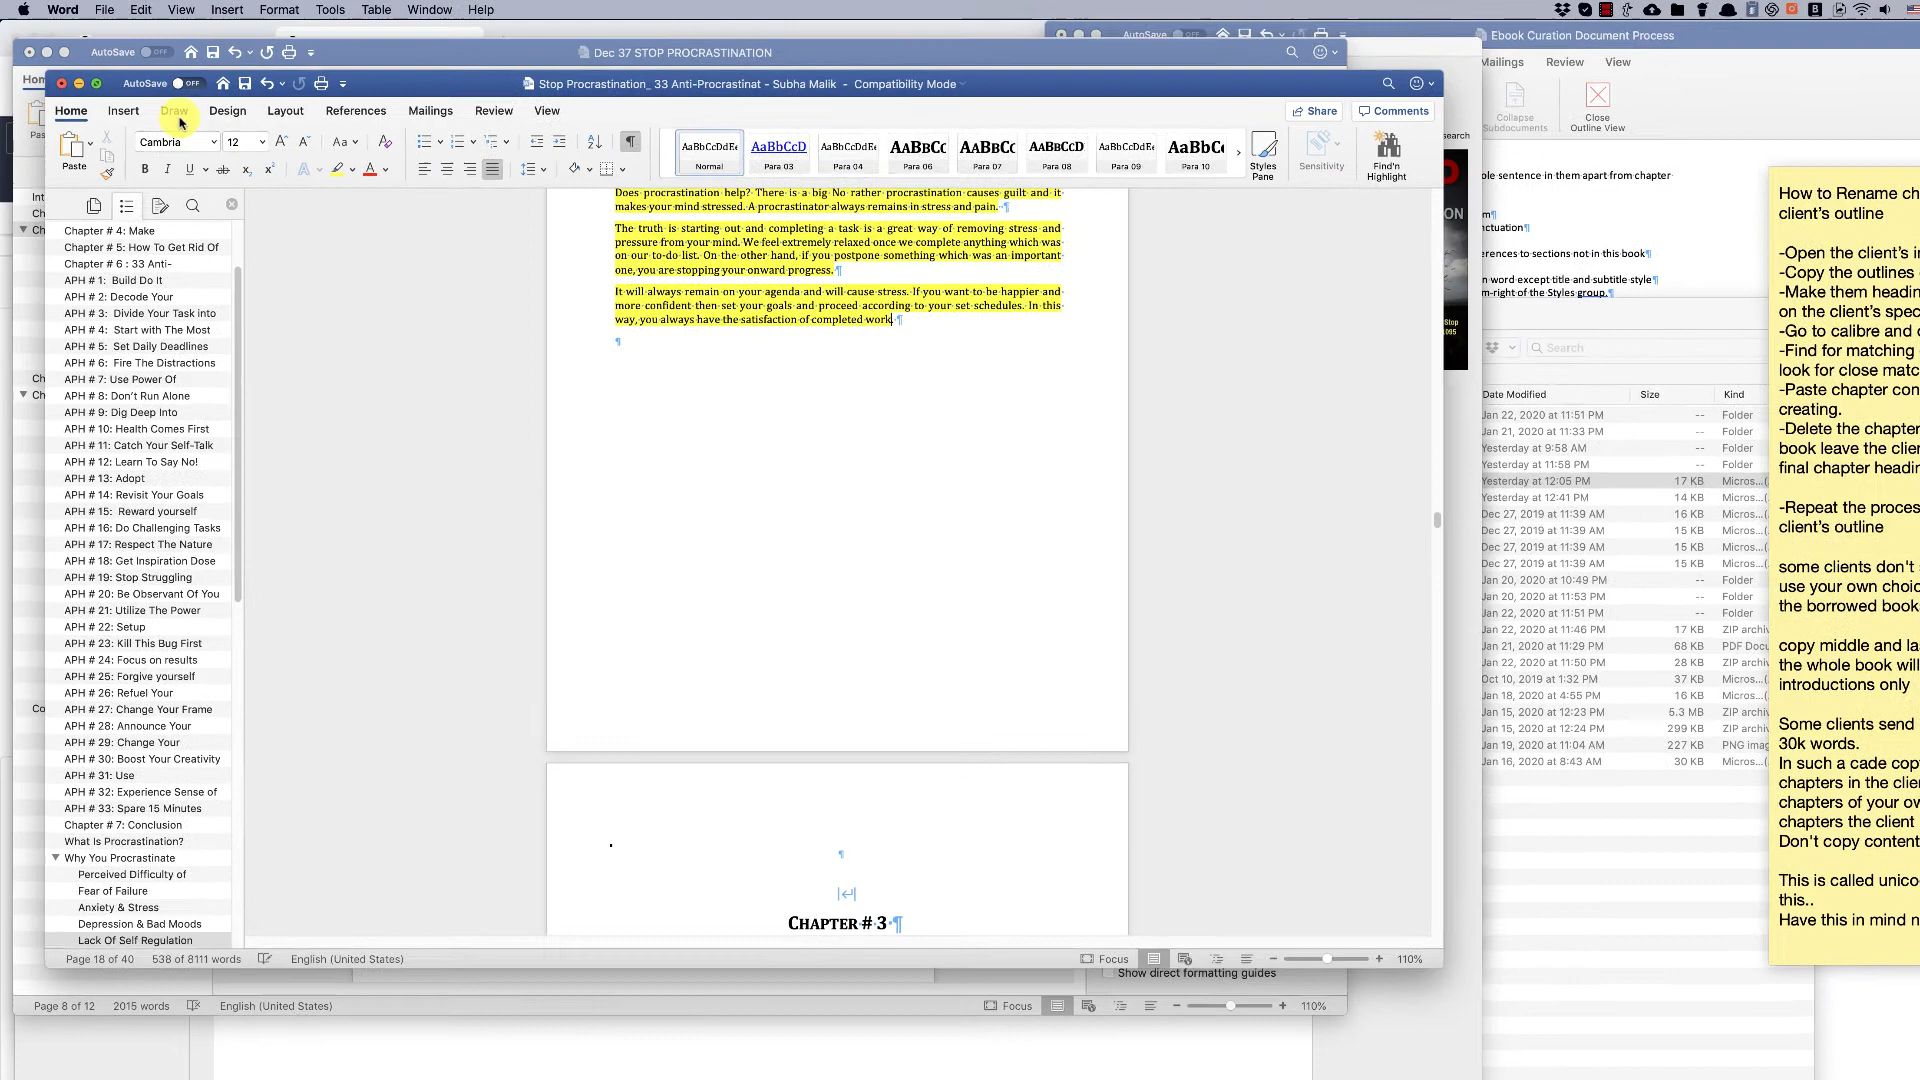 Word File Edit View Insert Format Tools Table Window Help
AutoSave OFF Dec 37 STOP PROCRASTINATION
Ebook Curation Document Process
AutoSave OFF Stop Procrastination_ 33 Anti-Procrastinat - Subha Malik - Compatibility Mode
Home Insert Draw Design Layout References Mailings Review View Share Comments
Cambria 12
Paste
AaBbCcDdEe Normal
AaBbCcD Para 03
AaBbCcDdEe Para 04
AaBbCc Para 06
AaBbCc Para 07
AaBbCcD Para 08
AaBbCcDdEe Para 09
AaBbC Para 10
Styles Pane
Sensitivity
Find'n Highlight
Chapter # 4: Make
Chapter # 5: How To Get Rid Of
Chapter # 6 : 33 Anti-
APH # 1: Build Do It
APH # 2: Decode Your
APH # 3: Divide Your Task into
APH # 4: Start with The Most
APH # 5: Set Daily Deadlines
APH # 6: Fire The Distractions
APH # 7: Use Power Of
APH # 8: Don't Run Alone
APH # 9: Dig Deep Into
APH # 10: Health Comes First
APH # 11: Catch Your Self-Talk
APH # 12: Learn To Say No!
APH # 13: Adopt
APH # 14: Revisit Your Goals
APH # 15: Reward yourself
APH # 16: Do Challenging Tasks
APH # 17: Respect The Nature
APH # 18: Get Inspiration Dose
APH # 19: Stop Struggling
APH # 20: Be Observant Of You
APH # 21: Utilize The Power
APH # 22: Setup
APH # 23: Kill This Bug First
APH # 24: Focus on results
APH # 25: Forgive yourself
APH # 26: Refuel Your
APH # 27: Change Your Frame
APH # 28: Announce Your
APH # 29: Change Your
APH # 30: Boost Your Creativity
APH # 31: Use
APH # 32: Experience Sense of
APH # 33: Spare 15 Minutes
Chapter # 7: Conclusion
What Is Procrastination?
Why You Procrastinate
Perceived Difficulty of
Fear of Failure
Anxiety & Stress
Depression & Bad Moods
Lack Of Self Regulation
Does procrastination help? There is a big No rather procrastination causes guilt and it
makes your mind stressed. A procrastinator always remains in stress and pain. ¶
The truth is starting out and completing a task is a great way of removing stress and
pressure from your mind. We feel extremely relaxed once we complete anything which was
on our to-do list. On the other hand, if you postpone something which was an important
one, you are stopping your onward progress. ¶
It will always remain on your agenda and will cause stress. If you want to be happier and
more confident then set your goals and proceed according to your set schedules. In this
way, you always have the satisfaction of completed work. ¶
¶
¶
CHAPTER # 3 ¶
Page 18 of 40 538 of 8111 words English (United States) Focus 110%
Show direct formatting guides
Page 8 of 12 2015 words English (United States) Focus 110%
Mailings Review View
Collapse Subdocuments
Close Outline View
ole sentence in them apart from chapter
m¶
nctuation¶
erences to sections not in this book¶
n word except title and subtitle style
m-right of the Styles group.¶
Search
Date Modified Size Kind
Jan 22, 2020 at 11:51 PM -- Folder
Jan 21, 2020 at 11:33 PM -- Folder
Yesterday at 9:58 AM -- Folder
Yesterday at 11:58 PM -- Folder
Yesterday at 12:05 PM 17 KB Micros...(
Yesterday at 12:41 PM 14 KB Micros...(
Dec 27, 2019 at 11:39 AM 16 KB Micros...(
Dec 27, 2019 at 11:39 AM 15 KB Micros...(
Dec 27, 2019 at 11:39 AM 15 KB Micros...(
Dec 27, 2019 at 11:39 AM 15 KB Micros...(
Jan 20, 2020 at 10:49 PM -- Folder
Jan 20, 2020 at 11:53 PM -- Folder
Jan 22, 2020 at 11:51 PM -- Folder
Jan 22, 2020 at 11:46 PM 17 KB ZIP archiv
Jan 21, 2020 at 11:29 PM 68 KB PDF Docu
Jan 22, 2020 at 11:50 PM 28 KB ZIP archiv
Oct 10, 2019 at 1:32 PM 37 KB Micros...(
Jan 18, 2020 at 4:55 PM 16 KB Micros...(
Jan 15, 2020 at 12:23 PM 5.3 MB ZIP archiv
Jan 15, 2020 at 12:24 PM 299 KB ZIP archiv
Jan 19, 2020 at 11:04 AM 227 KB PNG imag
Jan 16, 2020 at 8:43 AM 30 KB Micros...(
How to Rename ch
client's outline
-Open the client's in
-Copy the outlines
-Make them headin
on the client's spec
-Go to calibre and
-Find for matching
look for close matc
-Paste chapter con
creating.
-Delete the chapter
book leave the clien
final chapter headin
-Repeat the proces
client's outline
some clients don't
use your own choic
the borrowed book
copy middle and la
the whole book will
introductions only
Some clients send
30k words.
In such a cade cop
chapters in the clie
chapters of your ow
chapters the client
Don't copy content
This is called unico
this..
Have this in mind n